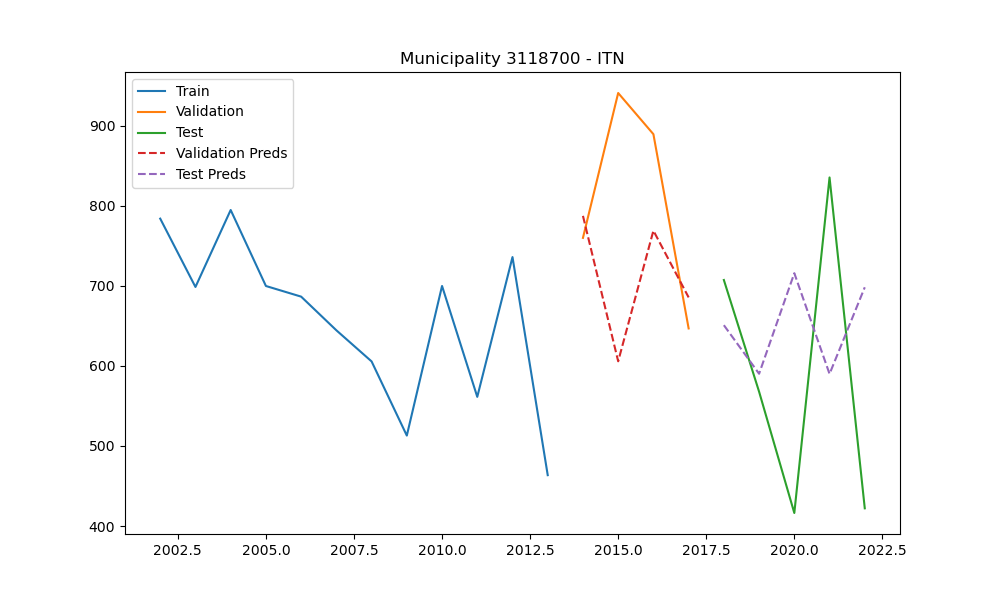 Municipality 3118700 - ITN
Train
Validation
Test
Validation Preds
Test Preds
900
800
700
600
500
400
2002.5 2005.0 2007.5 2010.0 2012.5 2015.0 2017.5 2020.0 2022.5